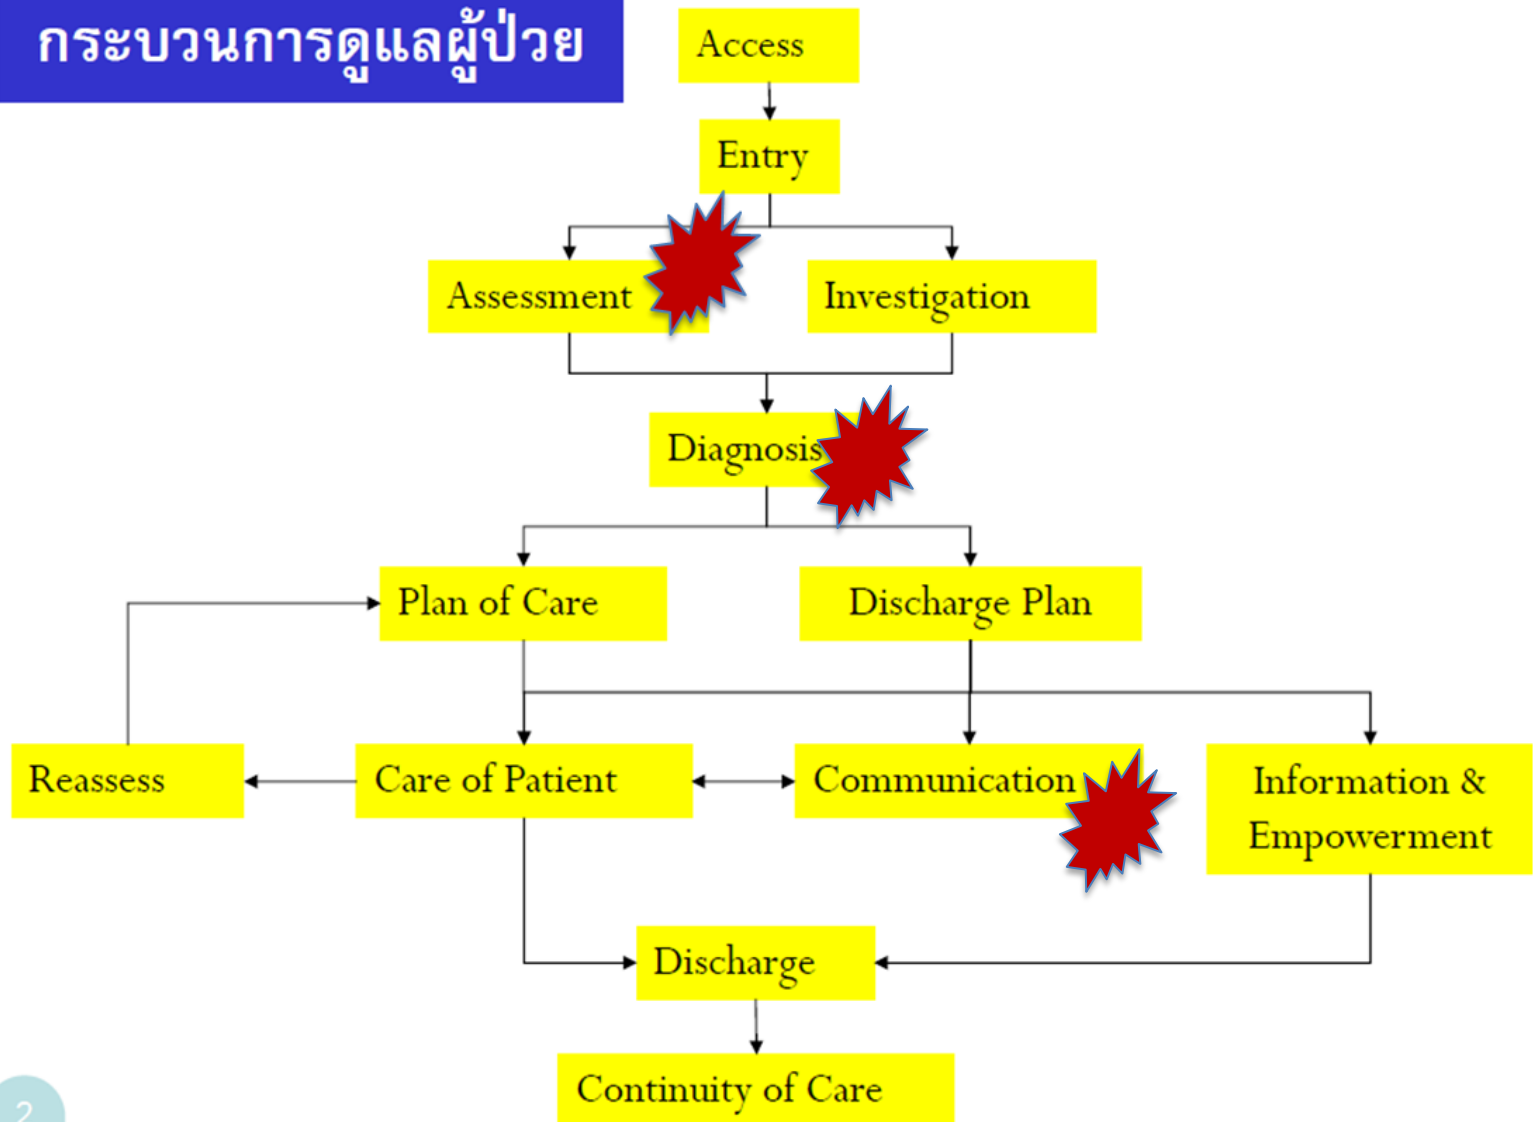 กระบวนการดูแลผู้ป่วย
Access
Entry
Assessment
Investigation
Diagnosis
Plan of Care
Discharge Plan
Reassess
Care of Patient
Communication
Information &
Empowerment
Discharge
Continuity of Care
2